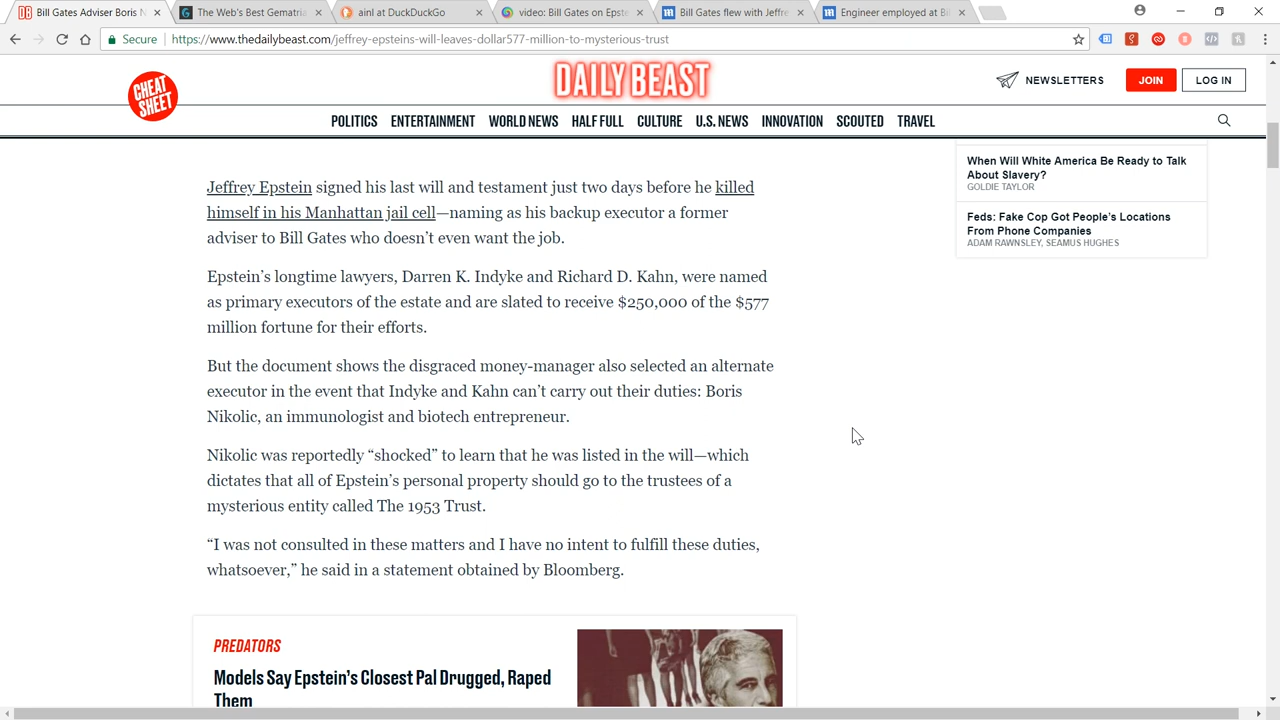 Bill Gates Adviser Boris N
The Web's Best Gematria
ainl at DuckDuckGo
video: Bill Gates on Epste
Bill Gates flew with Jeffre
Engineer employed at Bi
Secure
https://www.thedailybeast.com/jeffrey-epsteins-will-leaves-dollar577-million-to-mysterious-trust
CHEAT
SHEET
DAILY BEAST
NEWSLETTERS
JOIN
LOG IN
POLITICS ENTERTAINMENT WORLD NEWS HALF FULL CULTURE U.S. NEWS INNOVATION SCOUTED TRAVEL
Jeffrey Epstein signed his last will and testament just two days before he killed
himself in his Manhattan jail cell—naming as his backup executor a former
adviser to Bill Gates who doesn't even want the job.
Epstein's longtime lawyers, Darren K. Indyke and Richard D. Kahn, were named
as primary executors of the estate and are slated to receive $250,000 of the $577
million fortune for their efforts.
But the document shows the disgraced money-manager also selected an alternate
executor in the event that Indyke and Kahn can't carry out their duties: Boris
Nikolic, an immunologist and biotech entrepreneur.
Nikolic was reportedly “shocked” to learn that he was listed in the will—which
dictates that all of Epstein's personal property should go to the trustees of a
mysterious entity called The 1953 Trust.
“I was not consulted in these matters and I have no intent to fulfill these duties,
whatsoever,” he said in a statement obtained by Bloomberg.
PREDATORS
Models Say Epstein's Closest Pal Drugged, Raped
Them
When Will White America Be Ready to Talk
About Slavery?
GOLDIE TAYLOR
Feds: Fake Cop Got People's Locations
From Phone Companies
ADAM RAWNSLEY, SEAMUS HUGHES